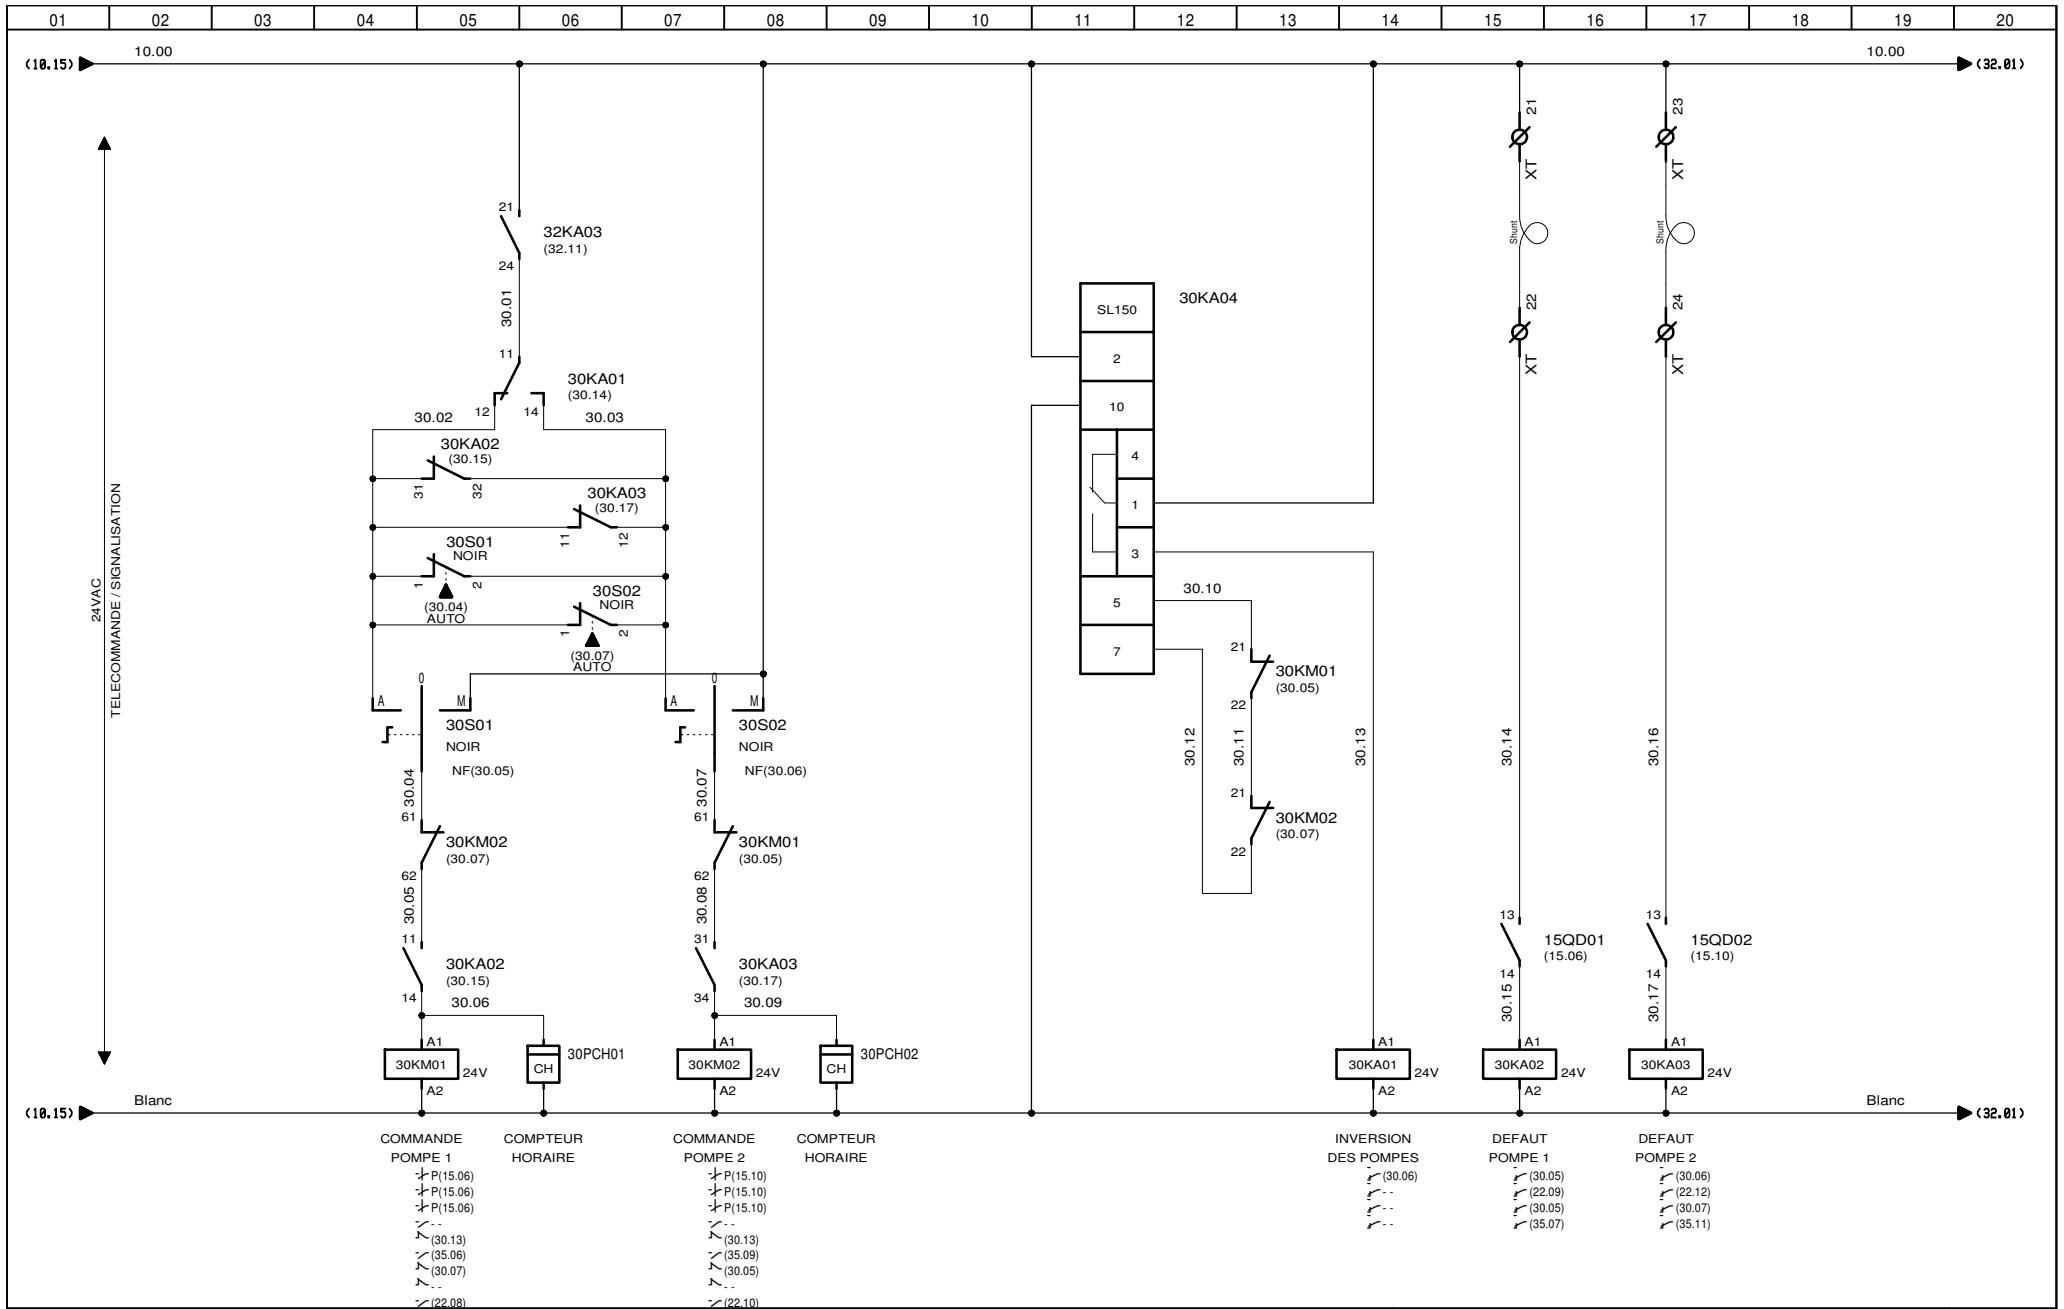 01 02 03 04 05 06 07 08 09 10 11 12 13 14 15 16 17 18 19 20
(10.15) 10.00 10.00 (32.01)
24VAC
TELECOMMANDE / SIGNALISATION
21
32KA03
(32.11)
24
30.01
11
30KA01
(30.14)
12 14
30.02 30.03
30KA02
(30.15)
31 32
30KA03
(30.17)
11 12
30S01
NOIR
1 2
(30.04)
AUTO
30S02
NOIR
1 2
(30.07)
AUTO
A 0 M
30S01
NOIR
NF(30.05)
30.04
61
30KM02
(30.07)
62
30.05
11
30KA02
(30.15)
14
30.06
A1
30KM01
24V
A2
30PCH01
CH
A 0 M
30S02
NOIR
NF(30.06)
30.07
61
30KM01
(30.05)
62
30.08
31
30KA03
(30.17)
34
30.09
A1
30KM02
24V
A2
30PCH02
CH
30KA04
SL150
2
10
4
1
3
5
7
30.10
21
30KM01
(30.05)
22
30.12
30.11
21
30KM02
(30.07)
22
30.13
A1
30KA01
24V
A2
21
XT
Shunt
22
XT
30.14
13
15QD01
(15.06)
14
30.15
A1
30KA02
24V
A2
23
XT
Shunt
24
XT
30.16
13
15QD02
(15.10)
14
30.17
A1
30KA03
24V
A2
(10.15) Blanc Blanc (32.01)
COMMANDE
POMPE 1
P(15.06)
P(15.06)
P(15.06)
- -
(30.13)
(35.06)
(30.07)
- -
(22.08)
COMPTEUR
HORAIRE
COMMANDE
POMPE 2
P(15.10)
P(15.10)
P(15.10)
- -
(30.13)
(35.09)
(30.05)
- -
(22.10)
COMPTEUR
HORAIRE
INVERSION
DES POMPES
(30.06)
- -
- -
- -
DEFAUT
POMPE 1
(30.05)
(22.09)
(30.05)
(35.07)
DEFAUT
POMPE 2
(30.06)
(22.12)
(30.07)
(35.11)